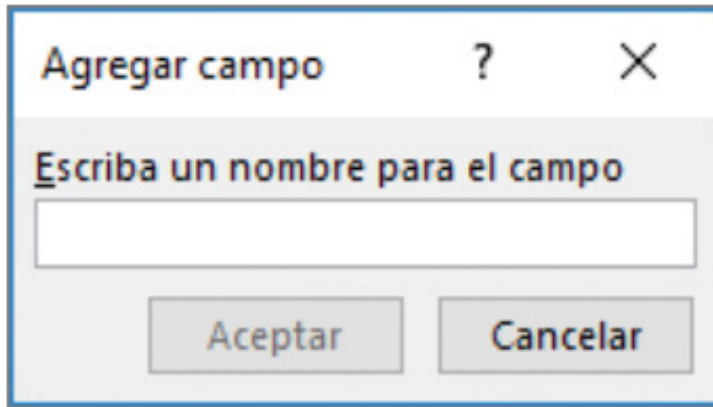 Agregar campo ?
Escriba un nombre para el campo
Aceptar Cancelar